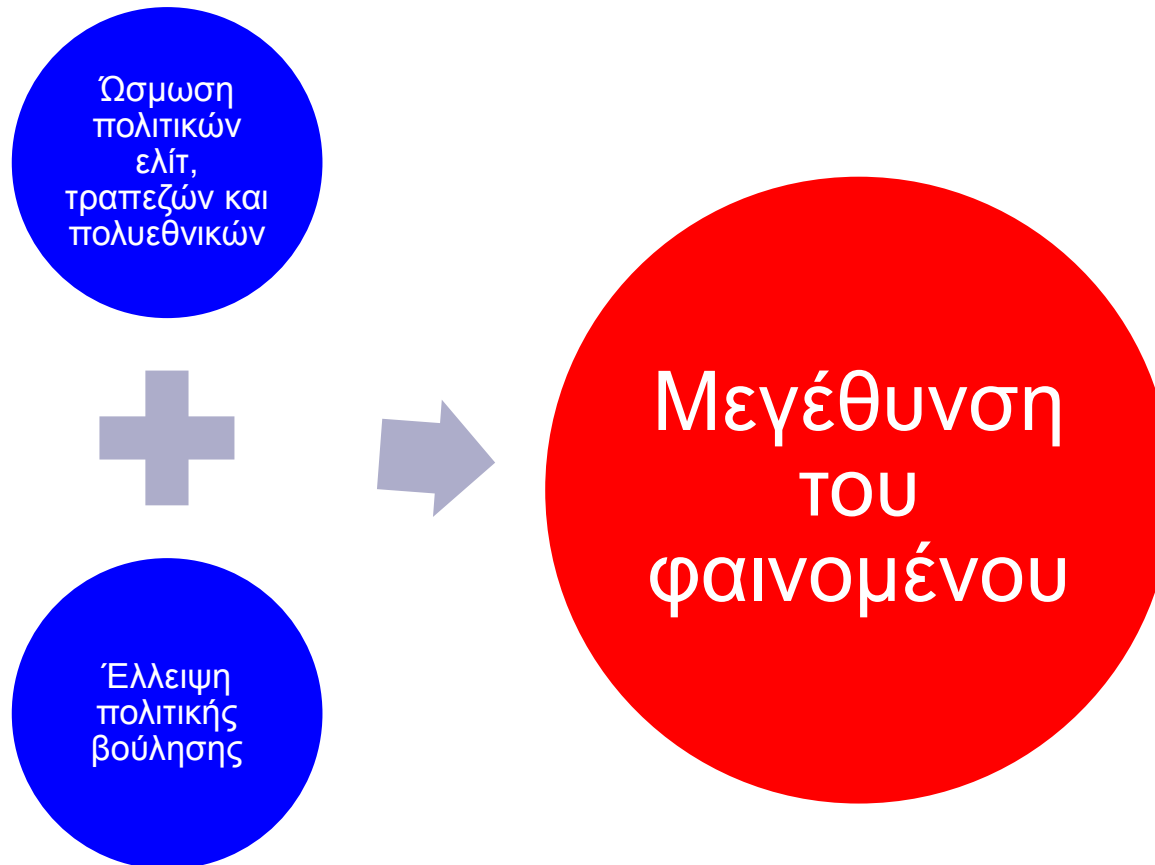 Ώσμωση
πολιτικών
ελίτ,
τραπεζών και
πολυεθνικών
Έλλειψη
πολιτικής
βούλησης
Μεγέθυνση
του
φαινομένου